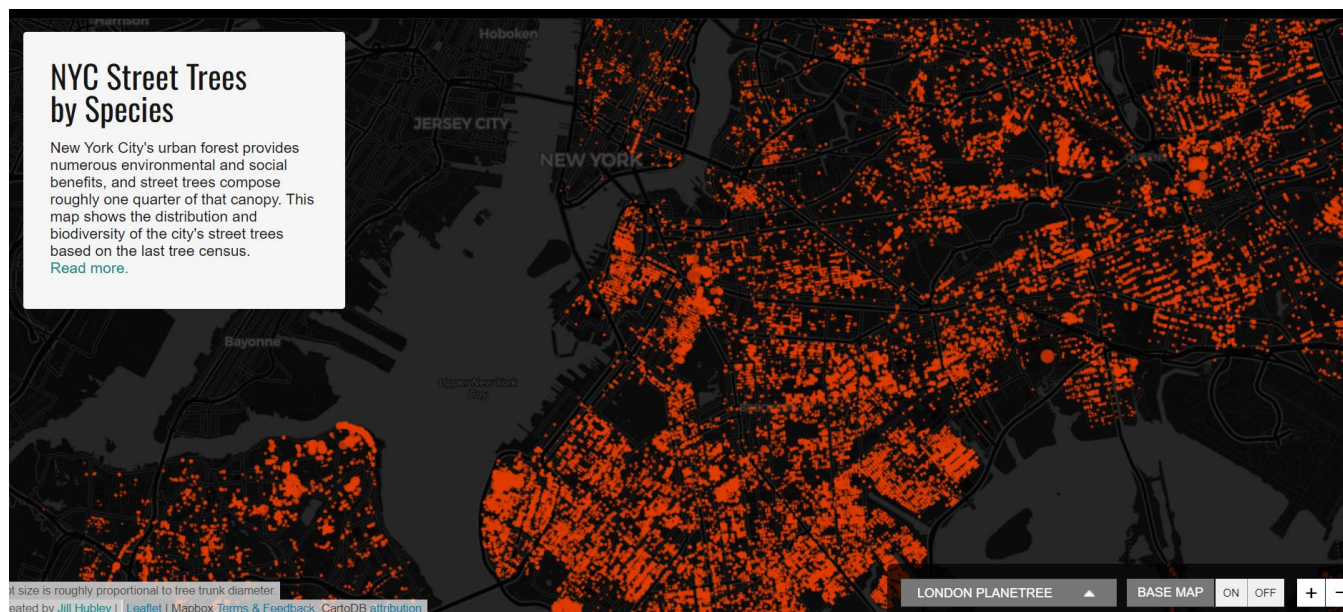 Harrison
Hoboken
NYC Street Trees
by Species
JERSEY CITY
New York City's urban forest provides
numerous environmental and social
benefits, and street trees compose
roughly one quarter of that canopy. This
map shows the distribution and
biodiversity of the city's street trees
based on the last tree census.
Read more.
NEW YORK
QUEENS
Bayonne
Upper New York
Bay
ot size is roughly proportional to tree trunk diameter.
eated by Jill Hubley | Leaflet | Mapbox Terms & Feedback, CartoDB attribution
LONDON PLANETREE
BASE MAP ON OFF +